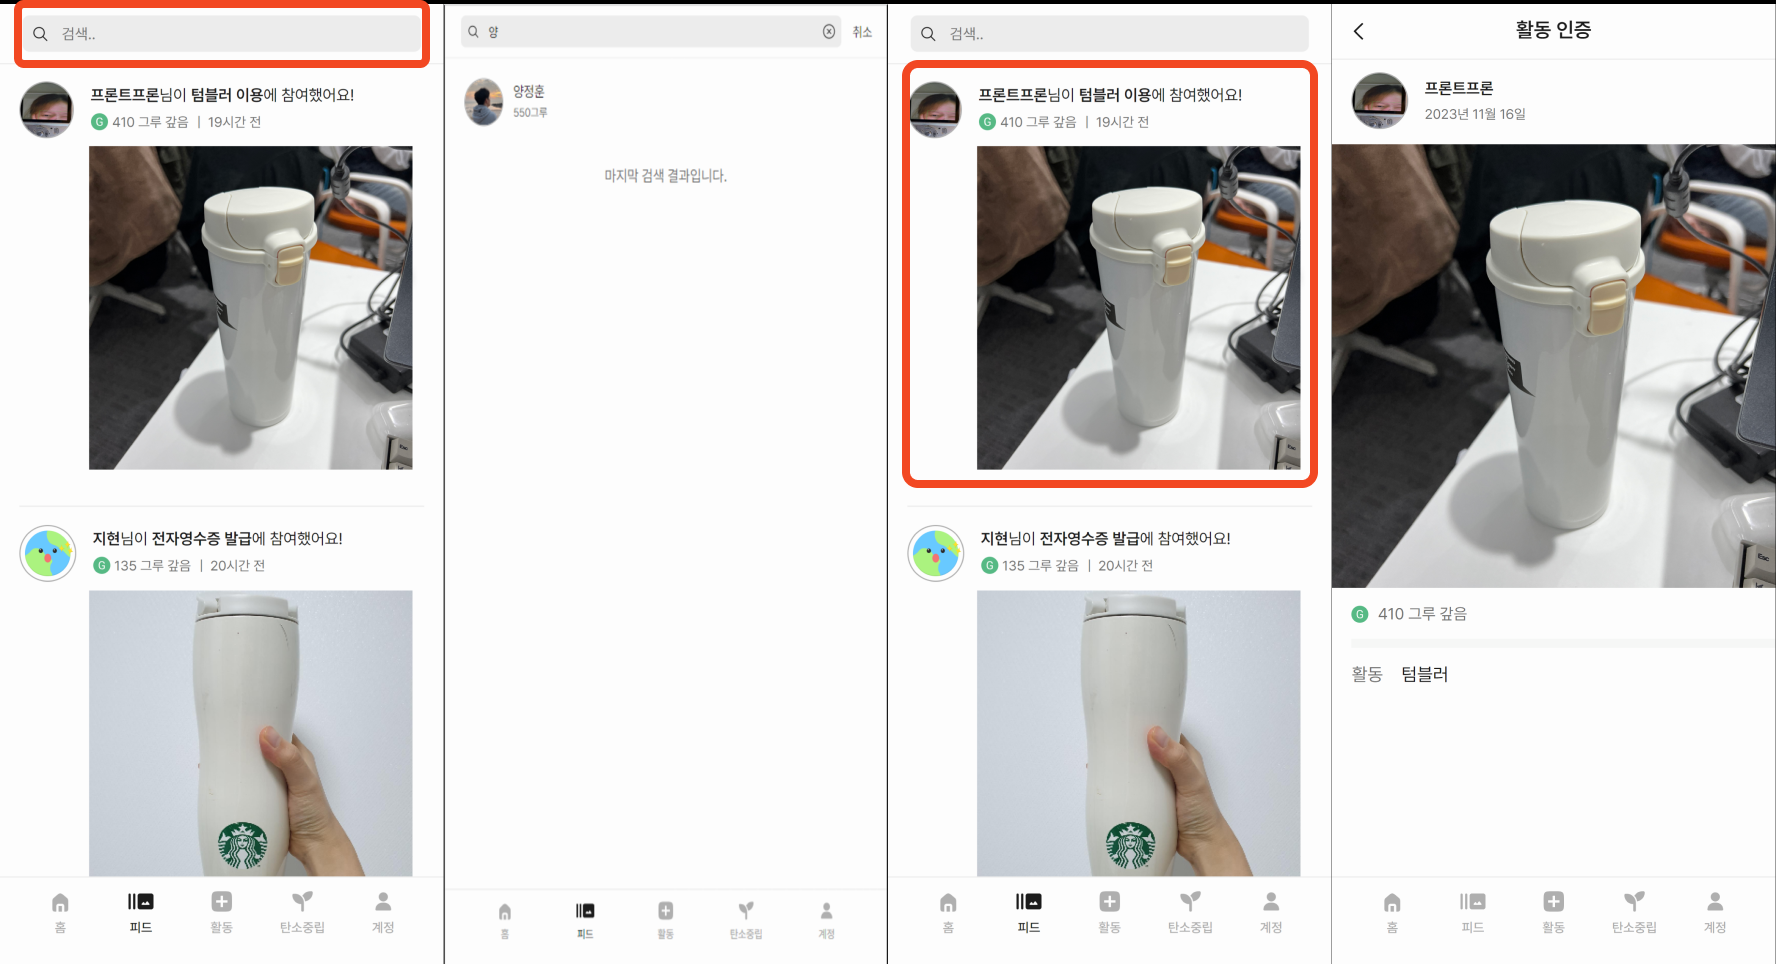 검색..
프론트프론님이 텀블러 이용에 참여했어요!
G 410 그루 갚음 | 19시간 전
지현님이 전자영수증 발급에 참여했어요!
G 135 그루 갚음 | 20시간 전
홈 피드 활동 탄소중립 계정
양 취소
양정훈
550그루
마지막 검색 결과입니다.
홈 피드 활동 탄소중립 계정
검색..
프론트프론님이 텀블러 이용에 참여했어요!
G 410 그루 갚음 | 19시간 전
지현님이 전자영수증 발급에 참여했어요!
G 135 그루 갚음 | 20시간 전
홈 피드 활동 탄소중립 계정
활동 인증
프론트프론
2023년 11월 16일
Esc
G 410 그루 갚음
활동 텀블러
홈 피드 활동 탄소중립 계정